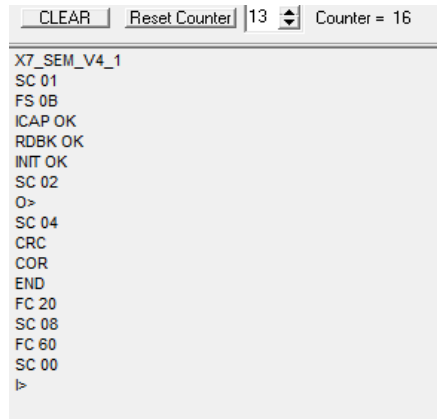 CLEAR Reset Counter 13 Counter = 16
X7_SEM_V4_1
SC 01
FS 0B
ICAP OK
RDBK OK
INIT OK
SC 02
O>
SC 04
CRC
COR
END
FC 20
SC 08
FC 60
SC 00
I>